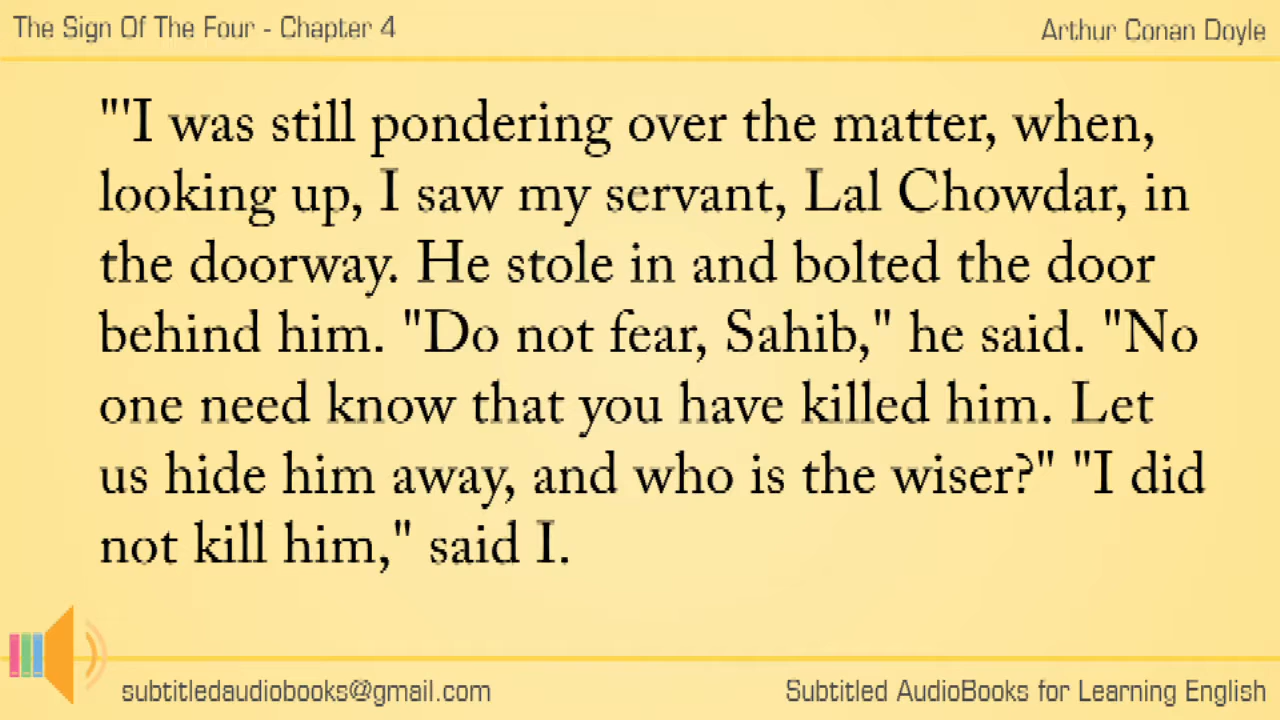 The Sign Of The Four - Chapter 4
Arthur Conan Doyle
"'I was still pondering over the matter, when,
looking up, I saw my servant, Lal Chowdar, in
the doorway. He stole in and bolted the door
behind him. "Do not fear, Sahib," he said. "No
one need know that you have killed him. Let
us hide him away, and who is the wiser?" "I did
not kill him," said I.
subtitledaudiobooks@gmail.com
Subtitled AudioBooks for Learning English